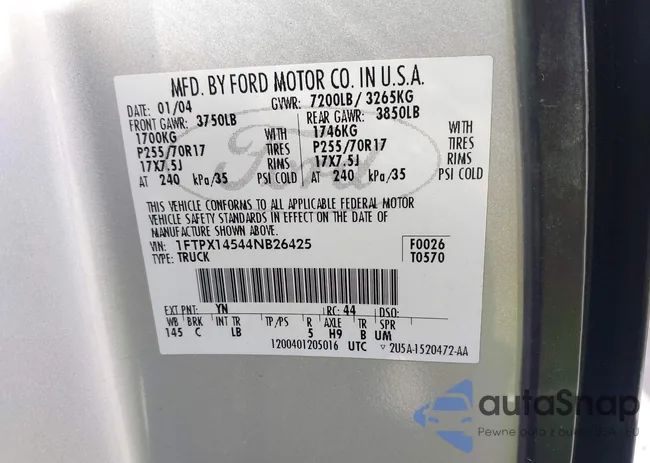 MFD. BY FORD MOTOR CO. IN U.S.A.
DATE: 01/04 GVWR: 7200LB / 3265KG
FRONT GAWR: 3750LB REAR GAWR: 3850LB
1700KG WITH 1746KG WITH
P255/70R17 TIRES P255/70R17 TIRES
17X7.5J RIMS 17X7.5J RIMS
AT 240 kPa/35 PSI COLD AT 240 kPa/35 PSI COLD
THIS VEHICLE CONFORMS TO ALL APPLICABLE FEDERAL MOTOR
VEHICLE SAFETY STANDARDS IN EFFECT ON THE DATE OF
MANUFACTURE SHOWN ABOVE.
VIN: 1FTPX14544NB26425 F0026
TYPE: TRUCK T0570
EXT PNT: YN RC: 44 DSO:
WB BRK INT TR TP/PS R AXLE TR SPR
145 C LB 5 H9 B UM
1200401205016 UTC ▽ 2U5A-1520472-AA
Ford
autoSnap